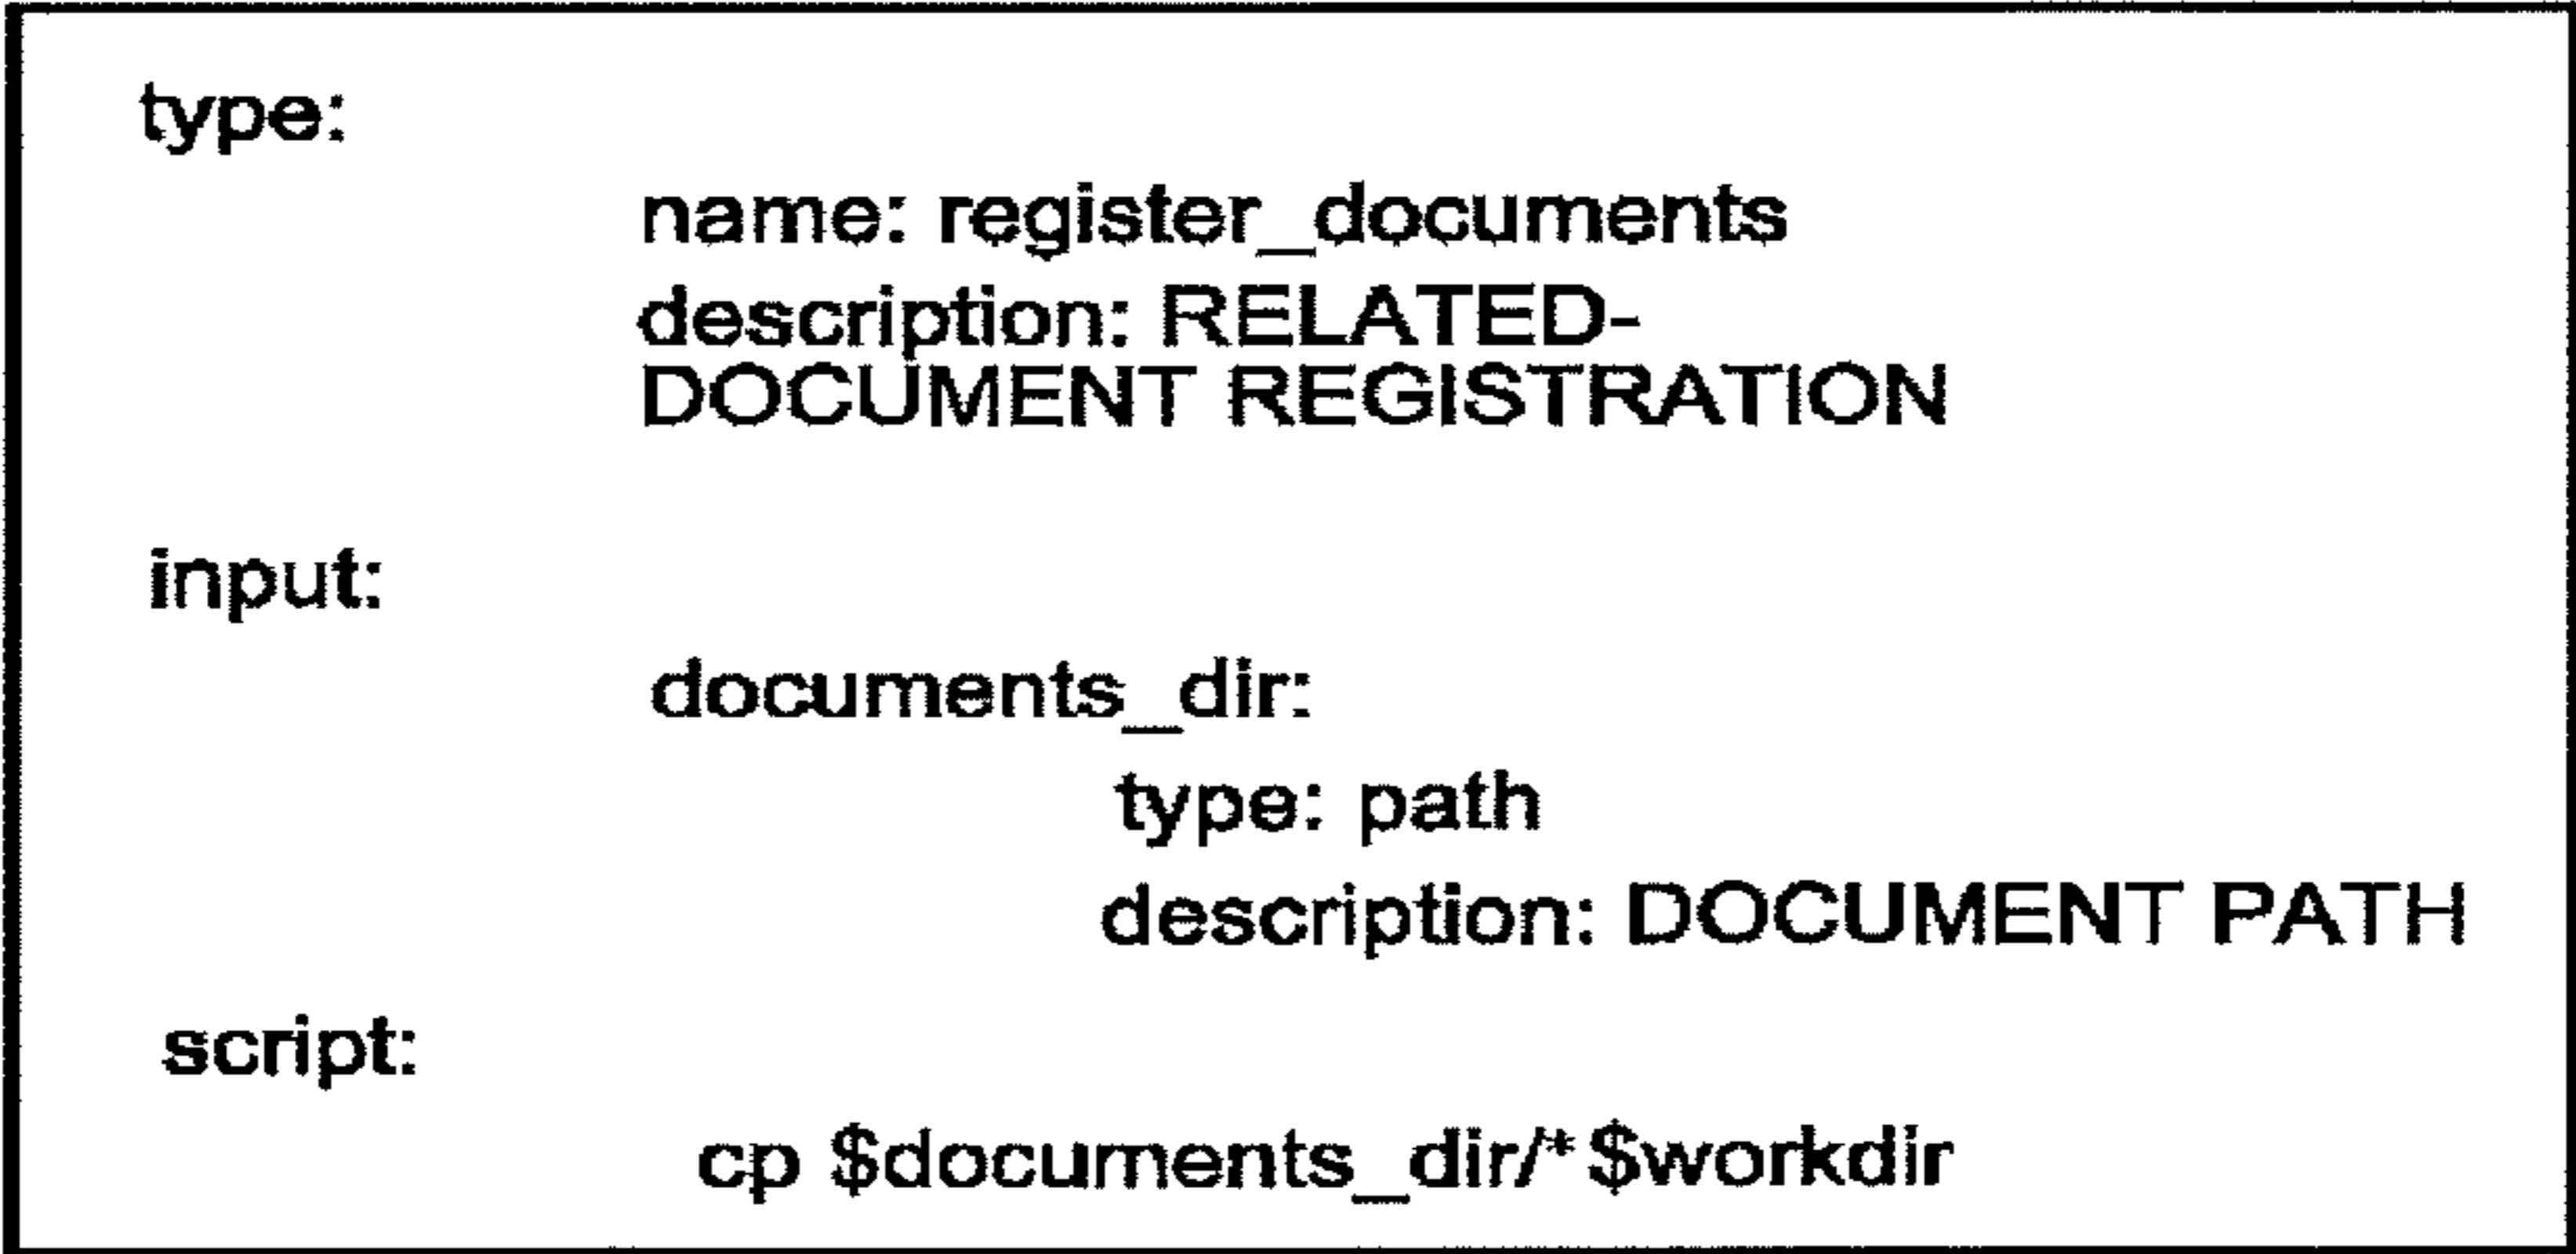 type:
name: register_documents
description: RELATED-
DOCUMENT REGISTRATION
input:
documents_dir:
type: path
description: DOCUMENT PATH
script:
cp $documents_dir/* $workdir